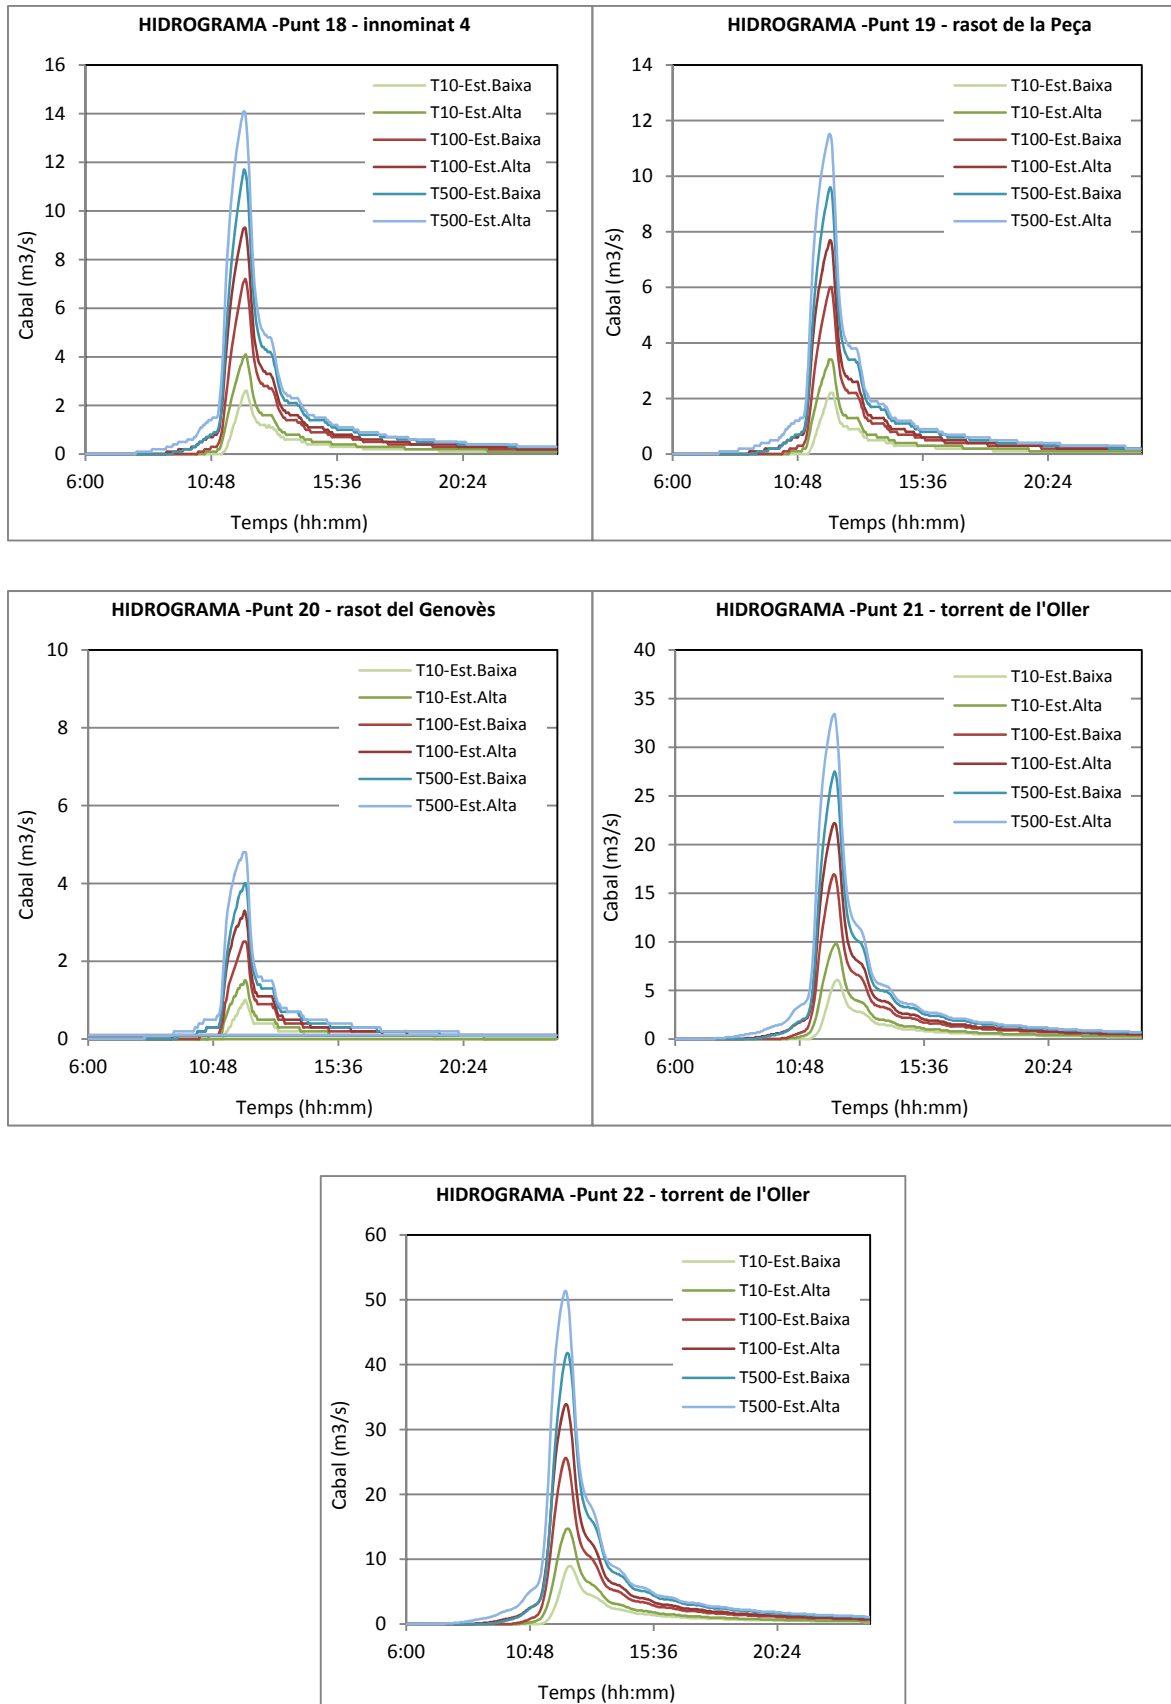 HIDROGRAMA -Punt 18 - innominat 4
16
14
12
10
8
6
4
2
0
Cabal (m3/s)
T10-Est.Baixa
T10-Est.Alta
T100-Est.Baixa
T100-Est.Alta
T500-Est.Baixa
T500-Est.Alta
6:00 10:48 15:36 20:24
Temps (hh:mm)
HIDROGRAMA -Punt 19 - rasot de la Peça
14
12
10
8
6
4
2
0
Cabal (m3/s)
T10-Est.Baixa
T10-Est.Alta
T100-Est.Baixa
T100-Est.Alta
T500-Est.Baixa
T500-Est.Alta
6:00 10:48 15:36 20:24
Temps (hh:mm)
HIDROGRAMA -Punt 20 - rasot del Genovès
10
8
6
4
2
0
Cabal (m3/s)
T10-Est.Baixa
T10-Est.Alta
T100-Est.Baixa
T100-Est.Alta
T500-Est.Baixa
T500-Est.Alta
6:00 10:48 15:36 20:24
Temps (hh:mm)
HIDROGRAMA -Punt 21 - torrent de l'Oller
40
35
30
25
20
15
10
5
0
Cabal (m3/s)
T10-Est.Baixa
T10-Est.Alta
T100-Est.Baixa
T100-Est.Alta
T500-Est.Baixa
T500-Est.Alta
6:00 10:48 15:36 20:24
Temps (hh:mm)
HIDROGRAMA -Punt 22 - torrent de l'Oller
60
50
40
30
20
10
0
Cabal (m3/s)
T10-Est.Baixa
T10-Est.Alta
T100-Est.Baixa
T100-Est.Alta
T500-Est.Baixa
T500-Est.Alta
6:00 10:48 15:36 20:24
Temps (hh:mm)